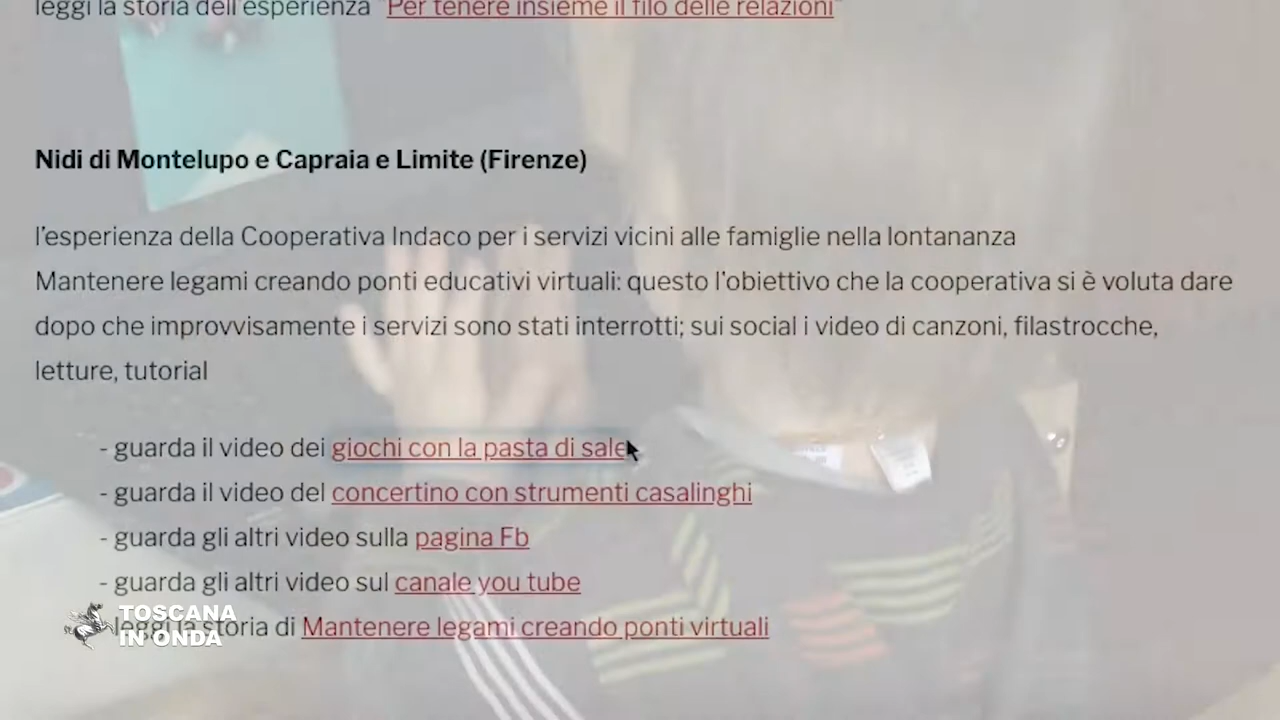 leggi la storia dell'esperienza "Per tenere insieme il filo delle relazioni"
Nidi di Montelupo e Capraia e Limite (Firenze)
l'esperienza della Cooperativa Indaco per i servizi vicini alle famiglie nella lontananza
Mantenere legami creando ponti educativi virtuali: questo l'obiettivo che la cooperativa si è voluta dare
dopo che improvvisamente i servizi sono stati interrotti; sui social i video di canzoni, filastrocche,
letture, tutorial
- guarda il video dei giochi con la pasta di sale
- guarda il video del concertino con strumenti casalinghi
- guarda gli altri video sulla pagina Fb
- guarda gli altri video sul canale you tube
leggi la storia di Mantenere legami creando ponti virtuali
TOSCANA
IN ONDA